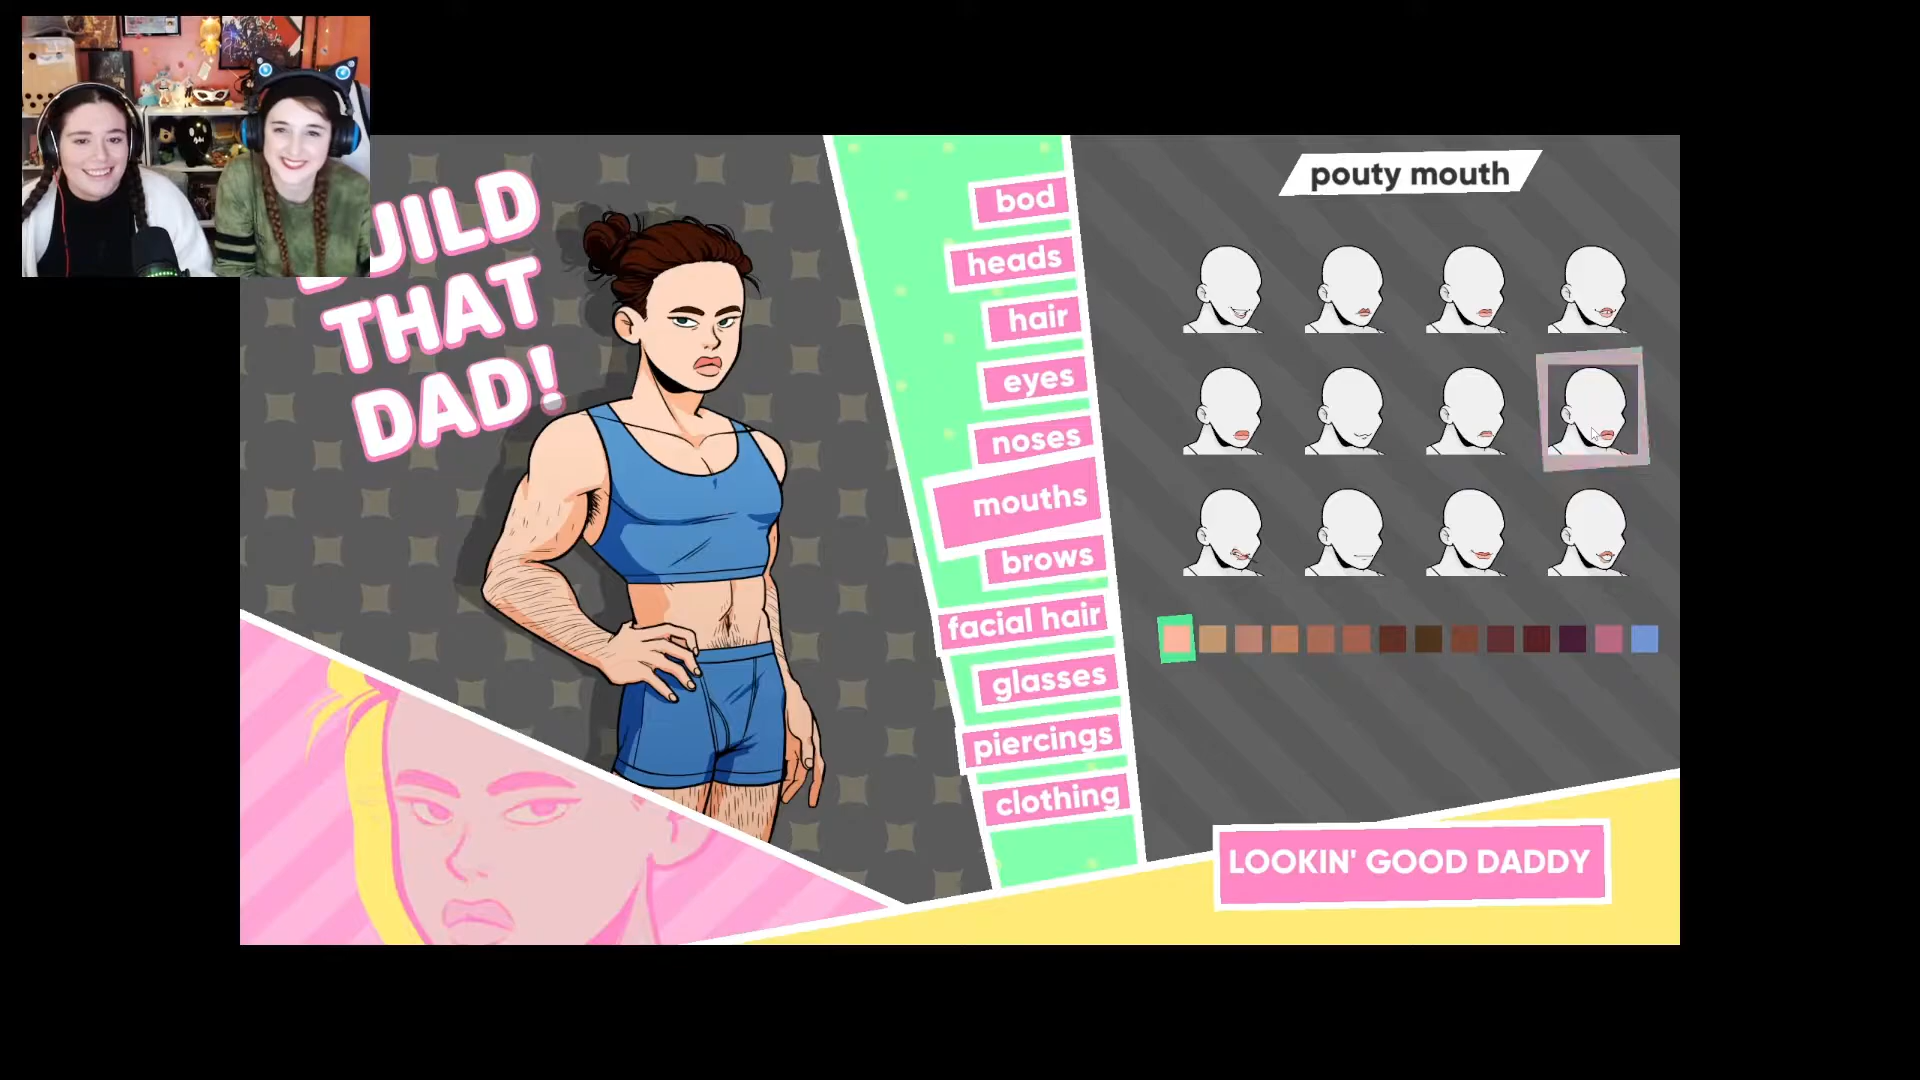 BUILD
THAT
DAD!
bod
heads
hair
eyes
noses
mouths
brows
facial hair
glasses
piercings
clothing
pouty mouth
LOOKIN' GOOD DADDY